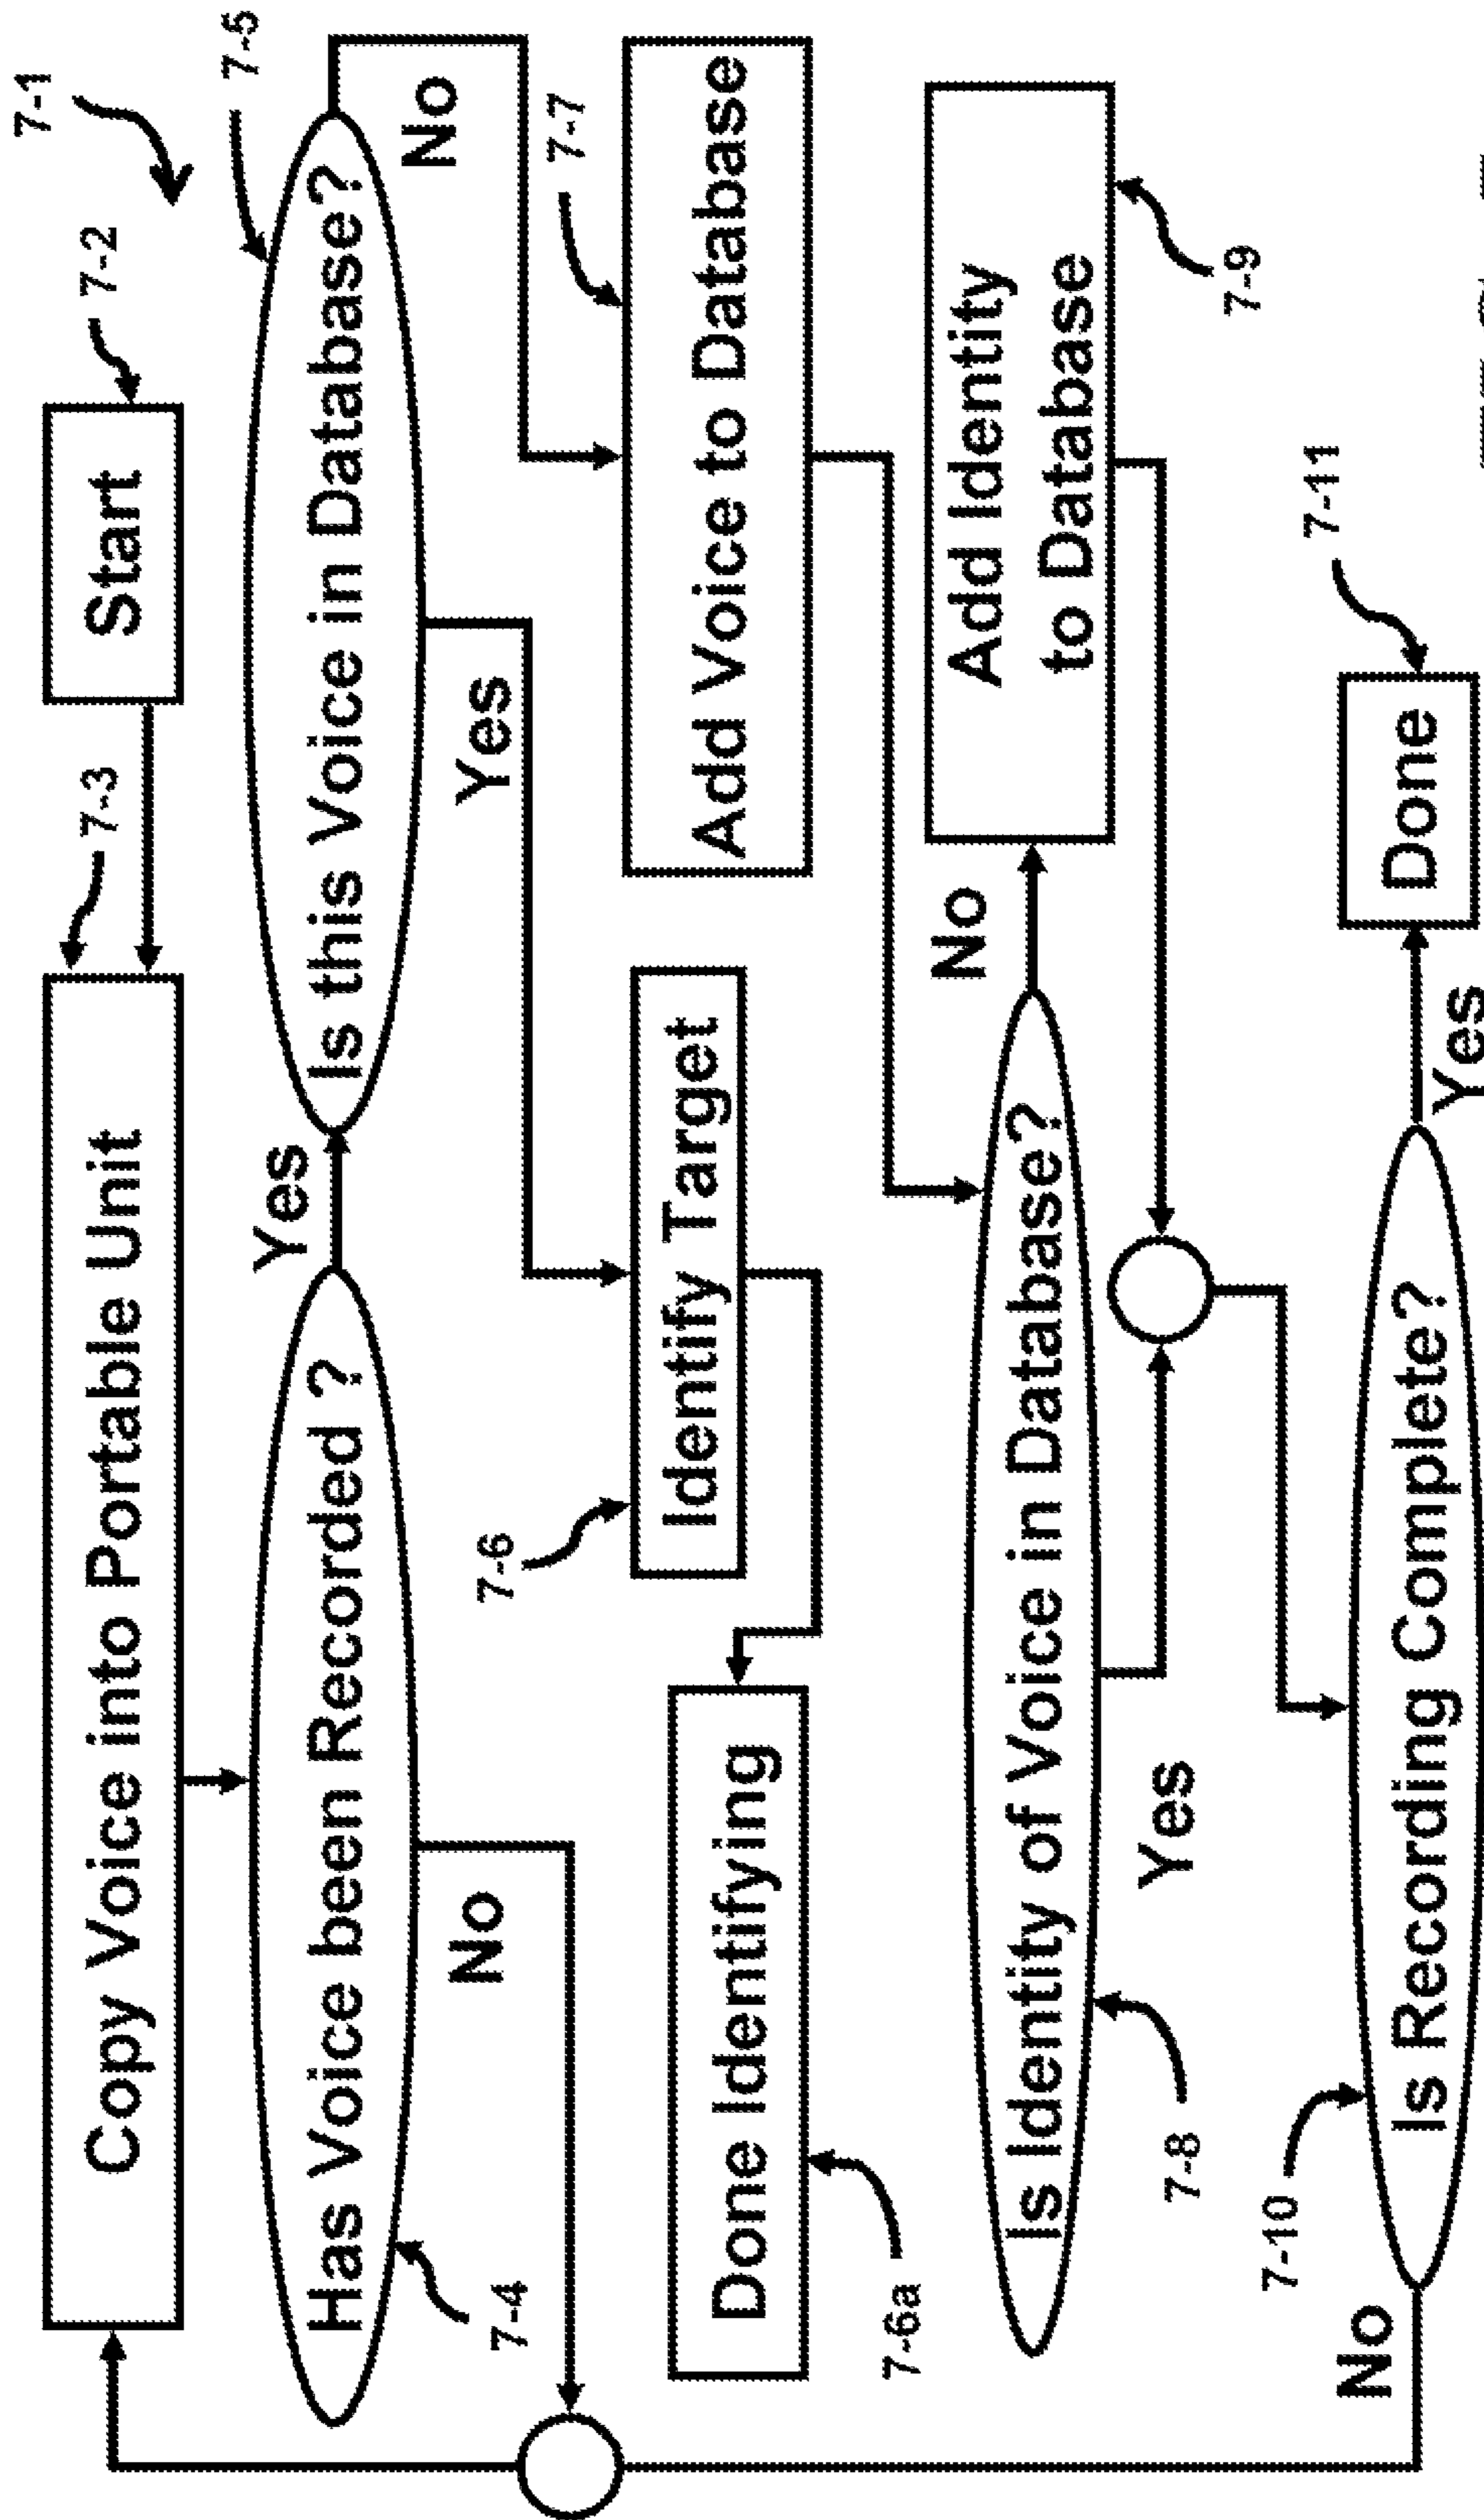 7-1
7-2
Start
7-3
Copy Voice into Portable Unit
7-5
Has Voice been Recorded ?
Yes
Is this Voice in Database?
7-4
No
Yes
No
7-6
Identify Target
7-7
Add Voice to Database
Done Identifying
7-6a
Is Identity of Voice in Database?
No
Add Identity
to Database
7-8
Yes
7-9
7-10
Is Recording Complete?
No
Yes
Done
7-11